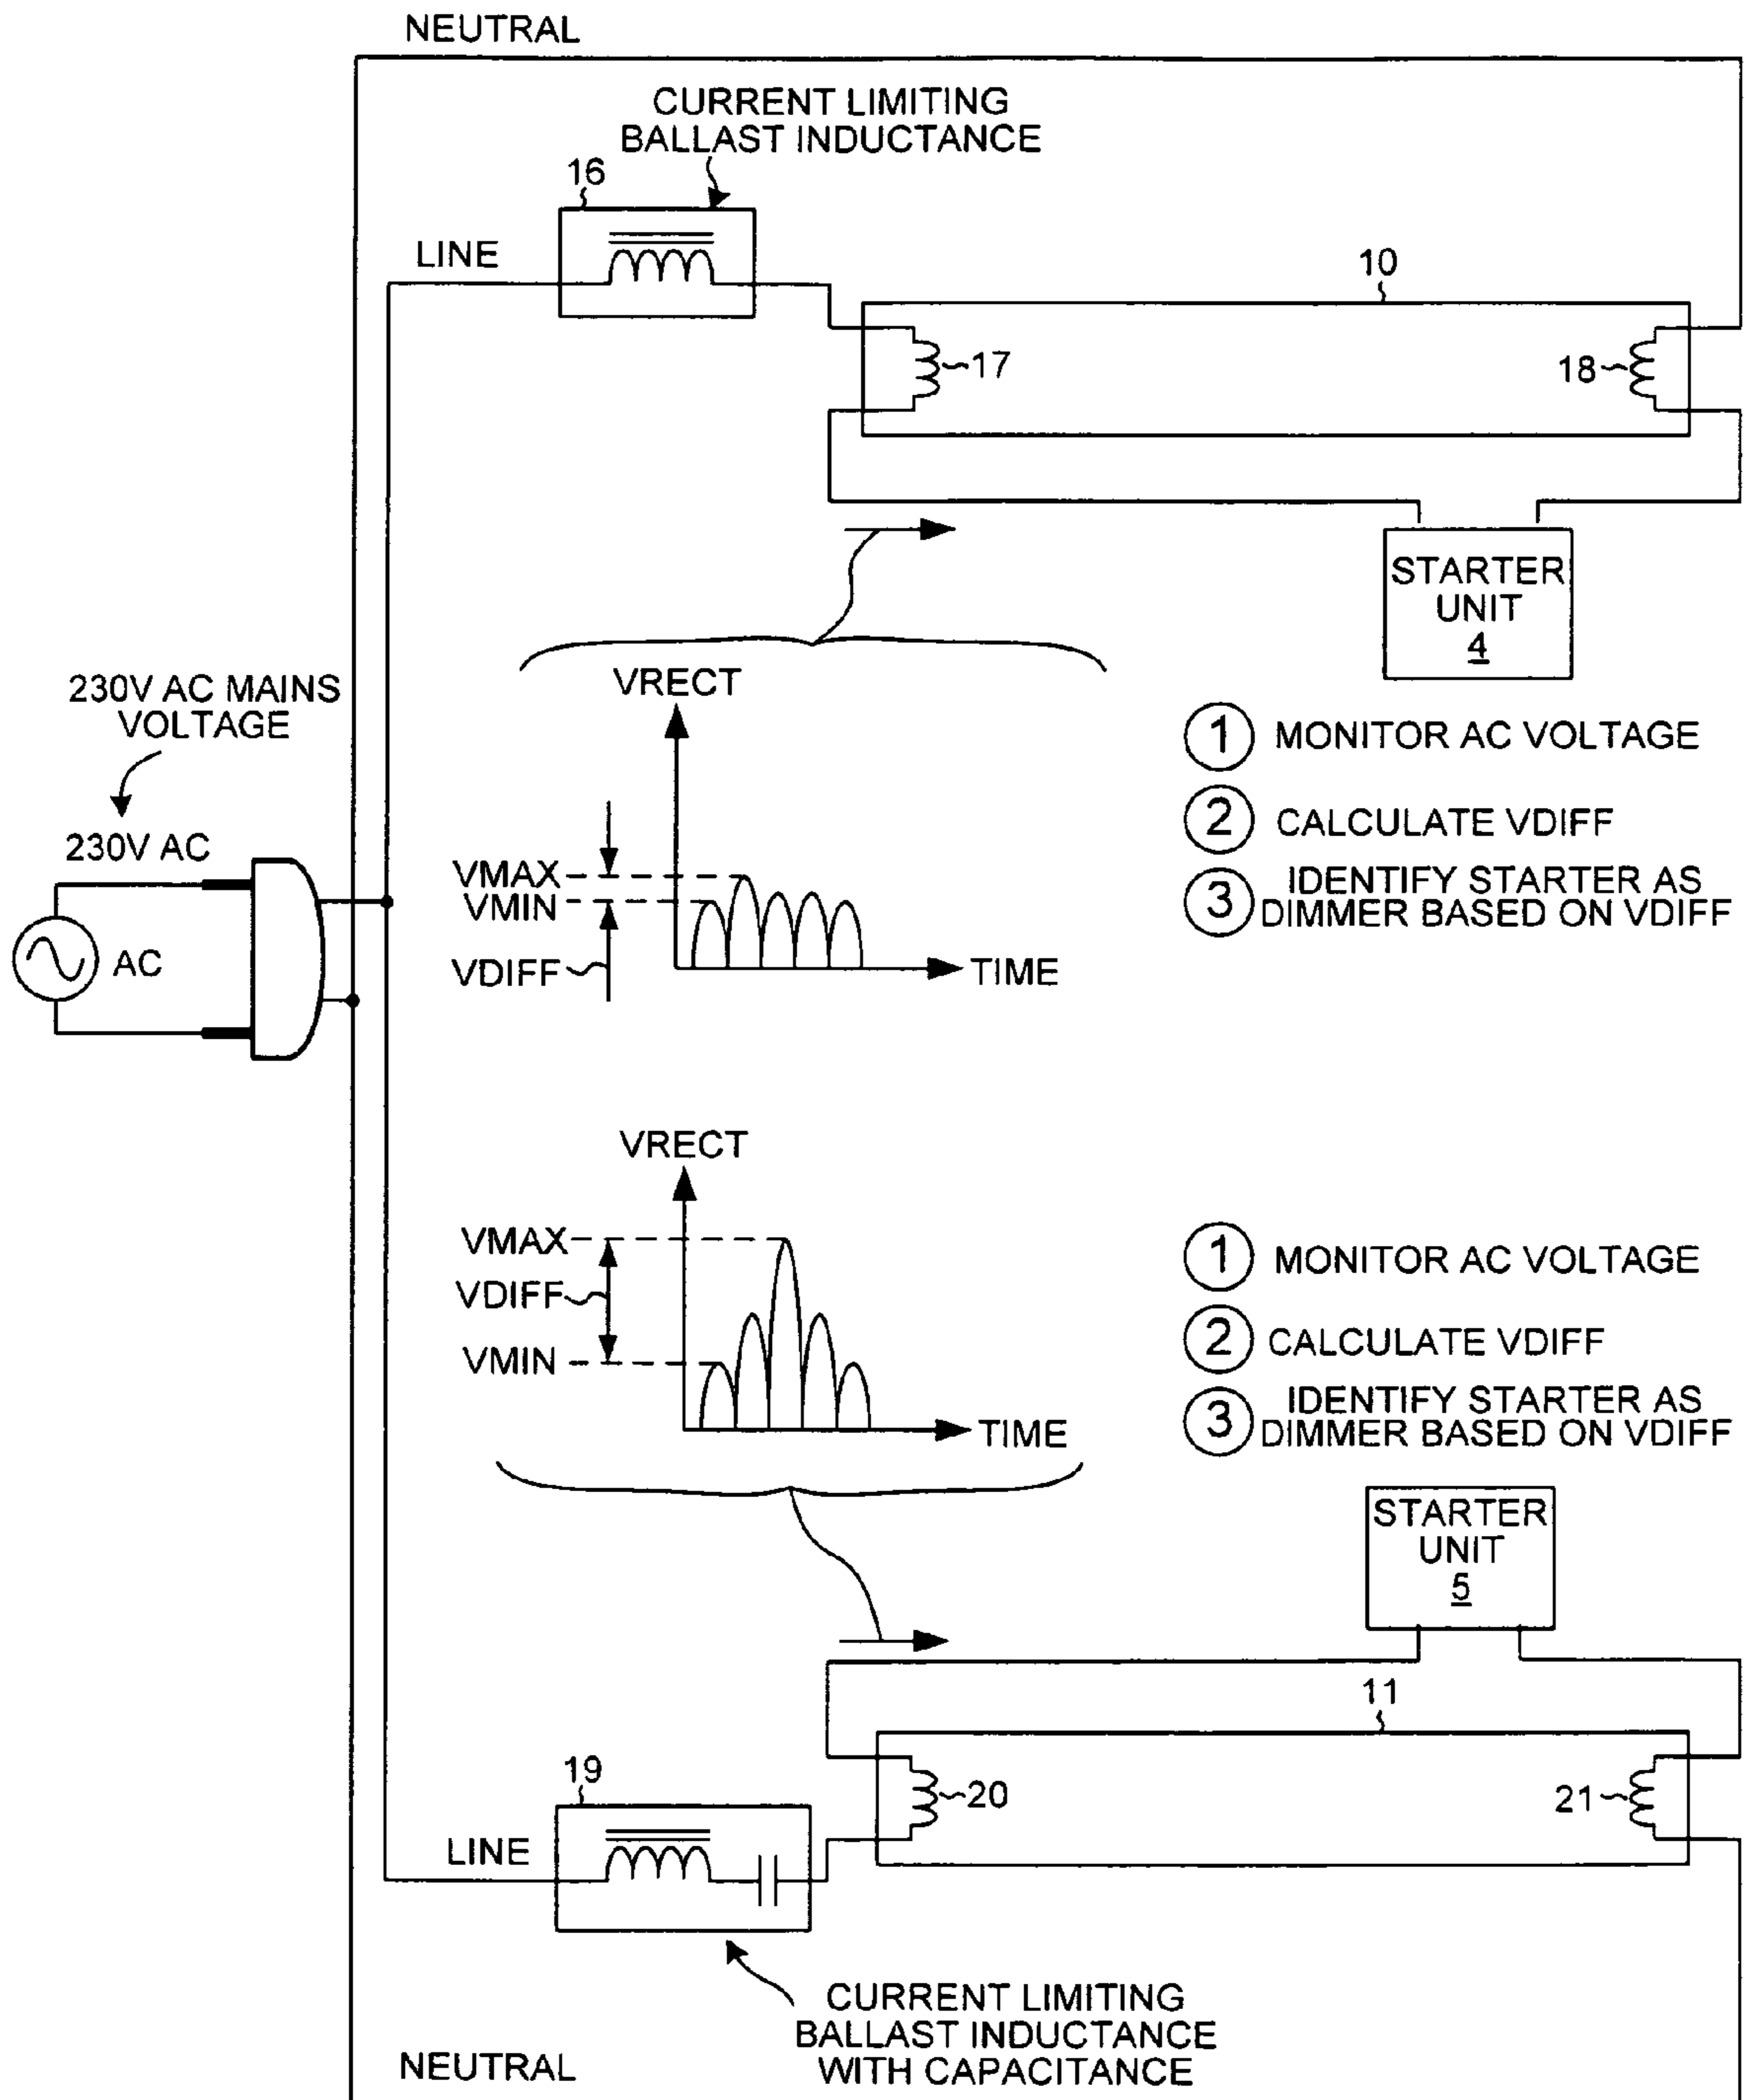 NEUTRAL
CURRENT LIMITING
BALLAST INDUCTANCE
16
LINE
10
17
18
STARTER
UNIT
4
230V AC MAINS
VOLTAGE
230V AC
AC
VRECT
VMAX
VMIN
VDIFF
TIME
1 MONITOR AC VOLTAGE
2 CALCULATE VDIFF
3 IDENTIFY STARTER AS
DIMMER BASED ON VDIFF
VRECT
VMAX
VDIFF
VMIN
TIME
1 MONITOR AC VOLTAGE
2 CALCULATE VDIFF
3 IDENTIFY STARTER AS
DIMMER BASED ON VDIFF
STARTER
UNIT
5
11
19
20
21
LINE
CURRENT LIMITING
BALLAST INDUCTANCE
WITH CAPACITANCE
NEUTRAL